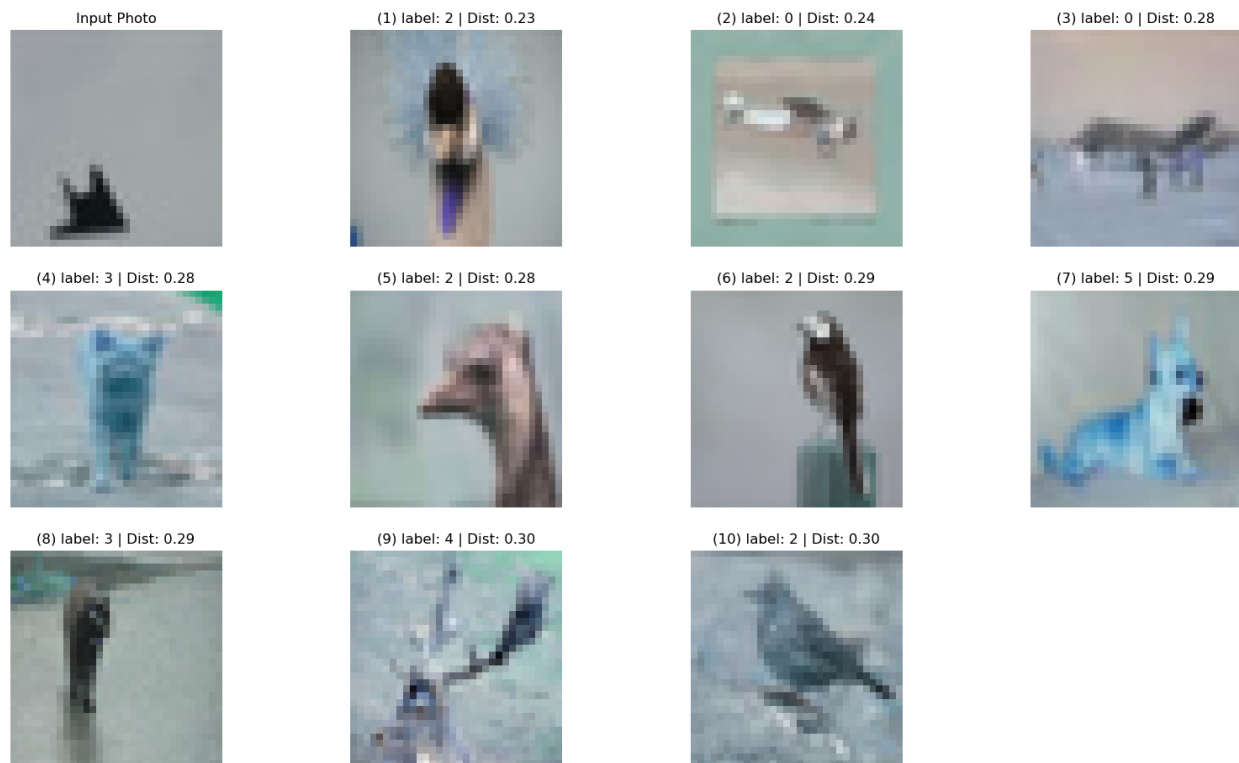 Input Photo
(1) label: 2 | Dist: 0.23
(2) label: 0 | Dist: 0.24
(3) label: 0 | Dist: 0.28
(4) label: 3 | Dist: 0.28
(5) label: 2 | Dist: 0.28
(6) label: 2 | Dist: 0.29
(7) label: 5 | Dist: 0.29
(8) label: 3 | Dist: 0.29
(9) label: 4 | Dist: 0.30
(10) label: 2 | Dist: 0.30